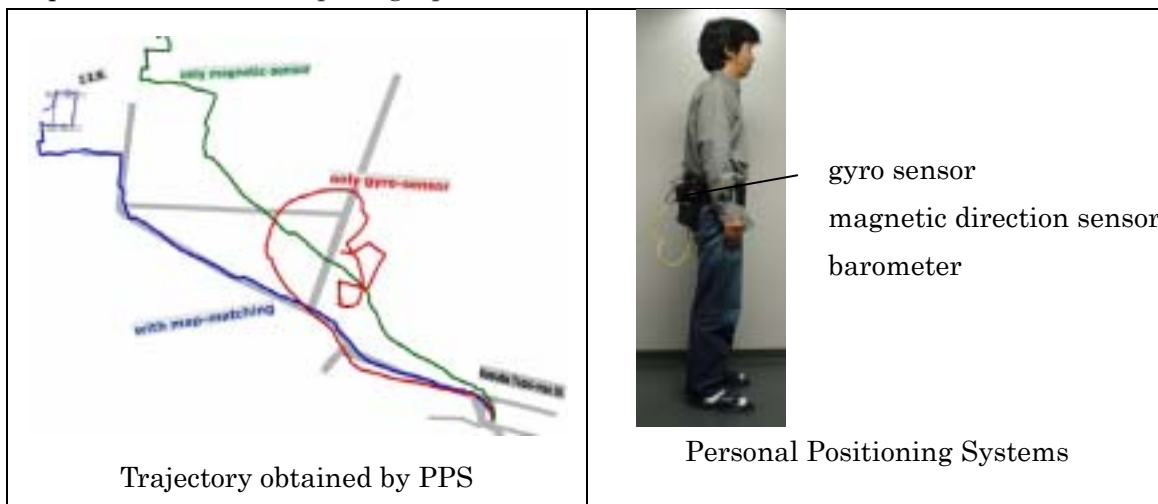 only magnetic-sensor
only gyro-sensor
with map-matching
Trajectory obtained by PPS
gyro sensor
magnetic direction sensor
barometer
Personal Positioning Systems